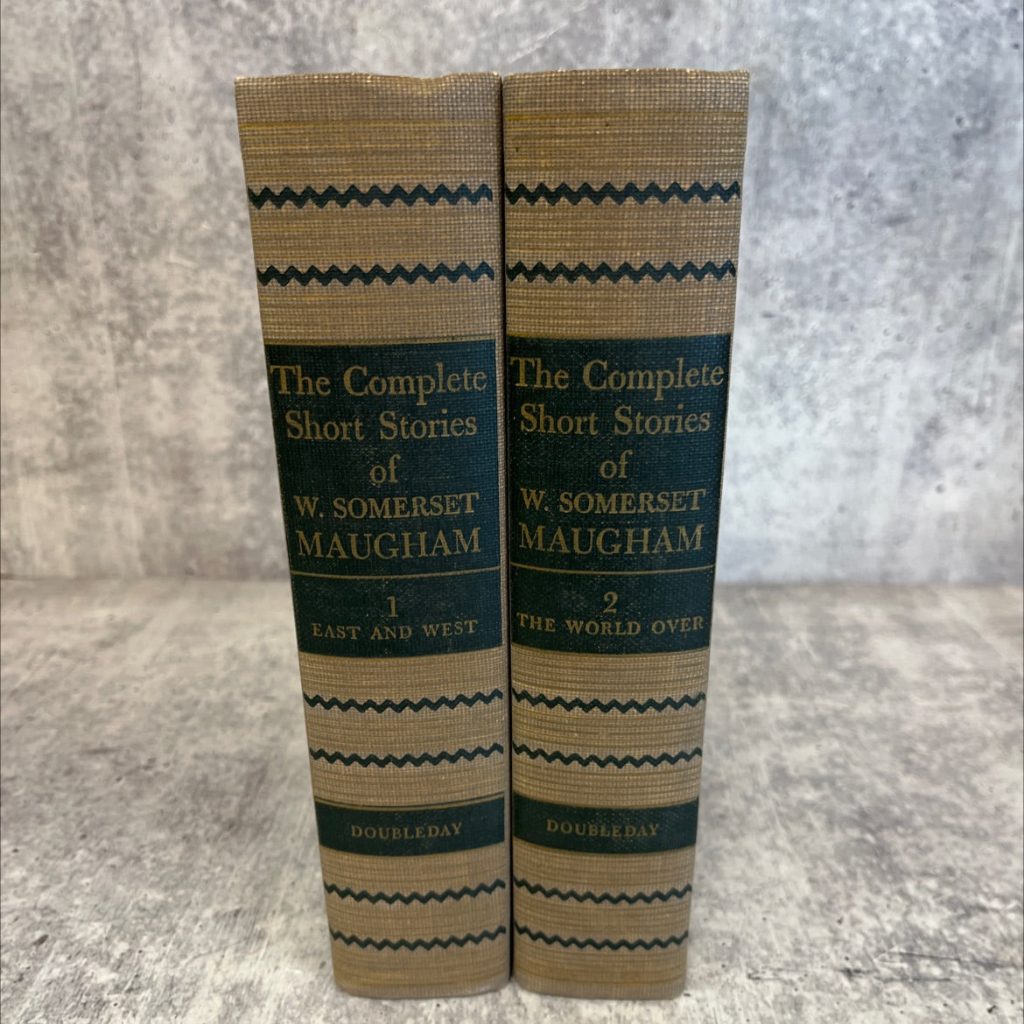 The Complete
Short Stories
of
W. SOMERSET
MAUGHAM
1
EAST AND WEST
DOUBLEDAY
The Complete
Short Stories
of
W. SOMERSET
MAUGHAM
2
THE WORLD OVER
DOUBLEDAY